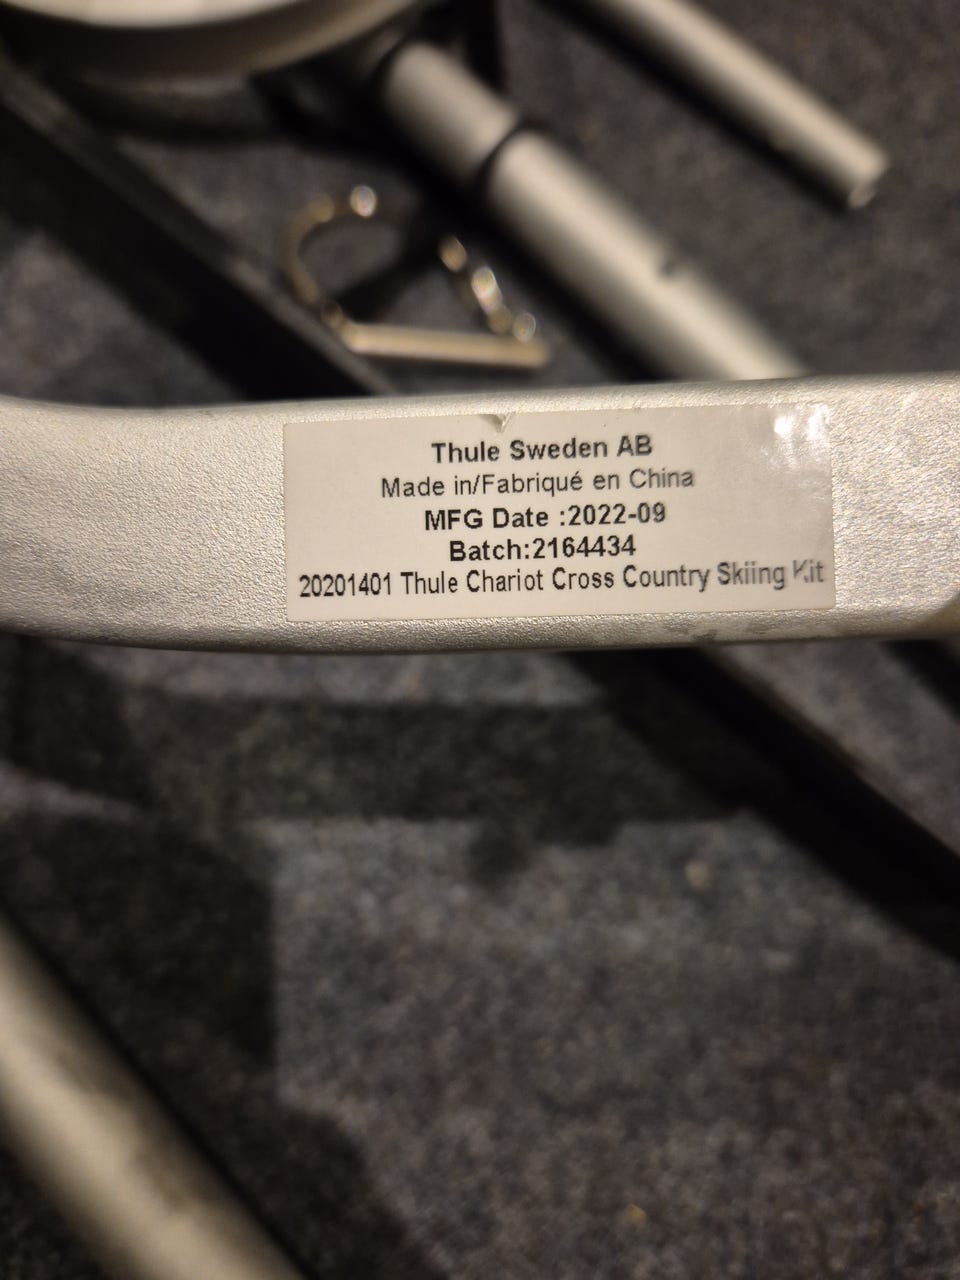 Thule Sweden AB
Made in/Fabriqué en China
MFG Date :2022-09
Batch:2164434
20201401 Thule Chariot Cross Country Skiing Kit